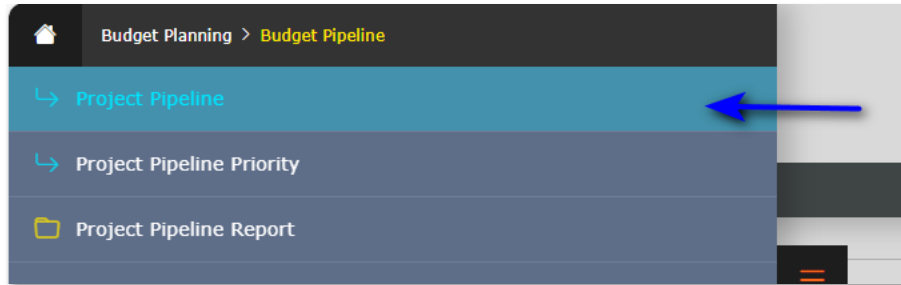 Budget Planning > Budget Pipeline
Project Pipeline
Project Pipeline Priority
Project Pipeline Report